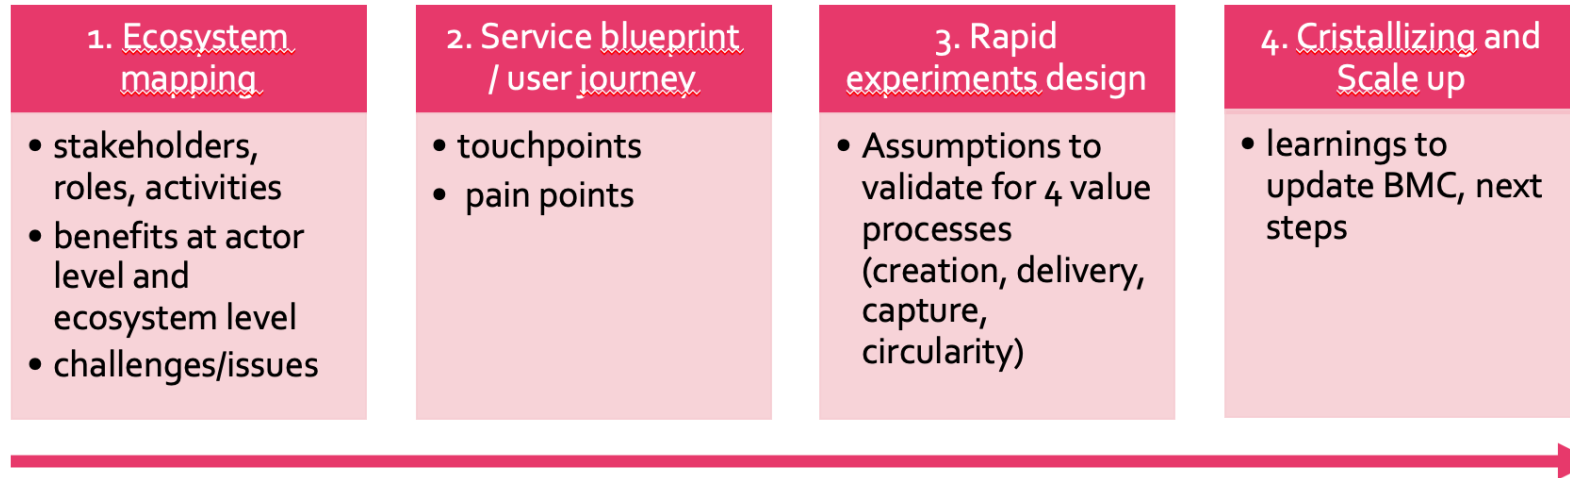 1. Ecosystem
mapping
• stakeholders,
roles, activities
• benefits at actor
level and
ecosystem level
• challenges/issues
2. Service blueprint
/ user journey
• touchpoints
• pain points
3. Rapid
experiments design
• Assumptions to
validate for 4 value
processes
(creation, delivery,
capture,
circularity)
4. Cristallizing and
Scale up
• learnings to
update BMC, next
steps